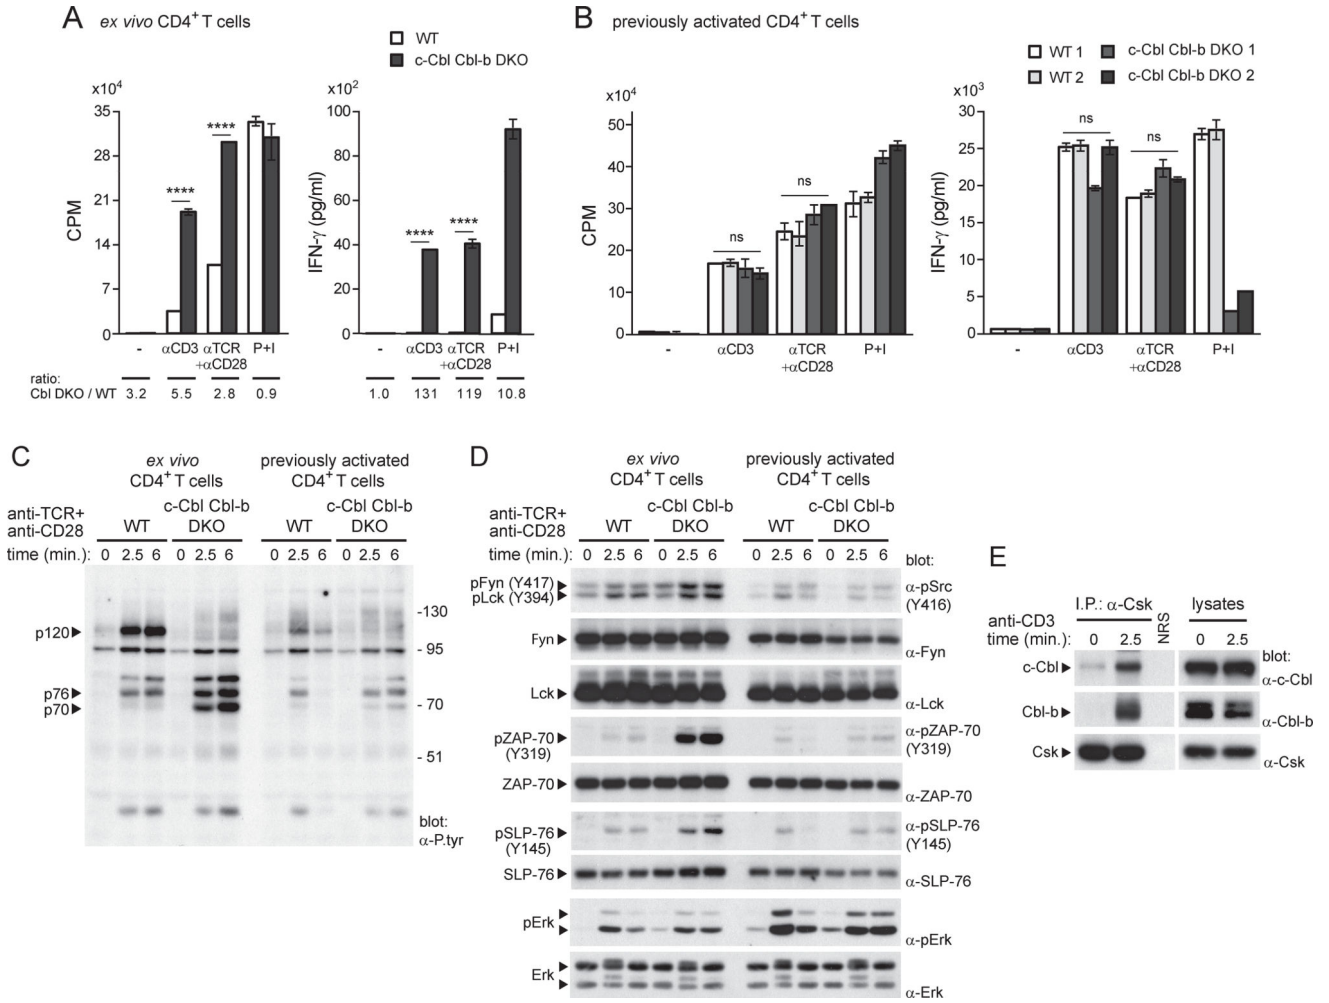 A ex vivo CD4+ T cells
WT
c-Cbl Cbl-b DKO
x10^4
35
28
21
14
7
0
CPM
****
****
- αCD3 αTCR +αCD28 P+I
x10^2
100
80
60
40
20
0
IFN-γ (pg/ml)
****
****
- αCD3 αTCR +αCD28 P+I
ratio:
Cbl DKO / WT 3.2 5.5 2.8 0.9 1.0 131 119 10.8
B previously activated CD4+ T cells
WT 1 c-Cbl Cbl-b DKO 1
WT 2 c-Cbl Cbl-b DKO 2
x10^4
50
40
30
20
10
0
CPM
ns
ns
- αCD3 αTCR +αCD28 P+I
x10^3
30
25
20
15
10
5
0
IFN-γ (pg/ml)
ns
ns
- αCD3 αTCR +αCD28 P+I
C
ex vivo CD4+ T cells
previously activated CD4+ T cells
anti-TCR+
anti-CD28
WT c-Cbl Cbl-b DKO WT c-Cbl Cbl-b DKO
time (min.): 0 2.5 6 0 2.5 6 0 2.5 6 0 2.5 6
p120
p76
p70
-130
- 95
- 70
- 51
blot:
α-P.tyr
D
ex vivo CD4+ T cells
previously activated CD4+ T cells
anti-TCR+
anti-CD28
WT c-Cbl Cbl-b DKO WT c-Cbl Cbl-b DKO
time (min.): 0 2.5 6 0 2.5 6 0 2.5 6 0 2.5 6
blot:
pFyn (Y417)
pLck (Y394)
α-pSrc
(Y416)
Fyn α-Fyn
Lck α-Lck
pZAP-70
(Y319)
α-pZAP-70
(Y319)
ZAP-70 α-ZAP-70
pSLP-76
(Y145)
α-pSLP-76
(Y145)
SLP-76 α-SLP-76
pErk α-pErk
Erk α-Erk
E
I.P.: α-Csk NRS lysates
anti-CD3
time (min.): 0 2.5 0 2.5
blot:
c-Cbl α-c-Cbl
Cbl-b α-Cbl-b
Csk α-Csk